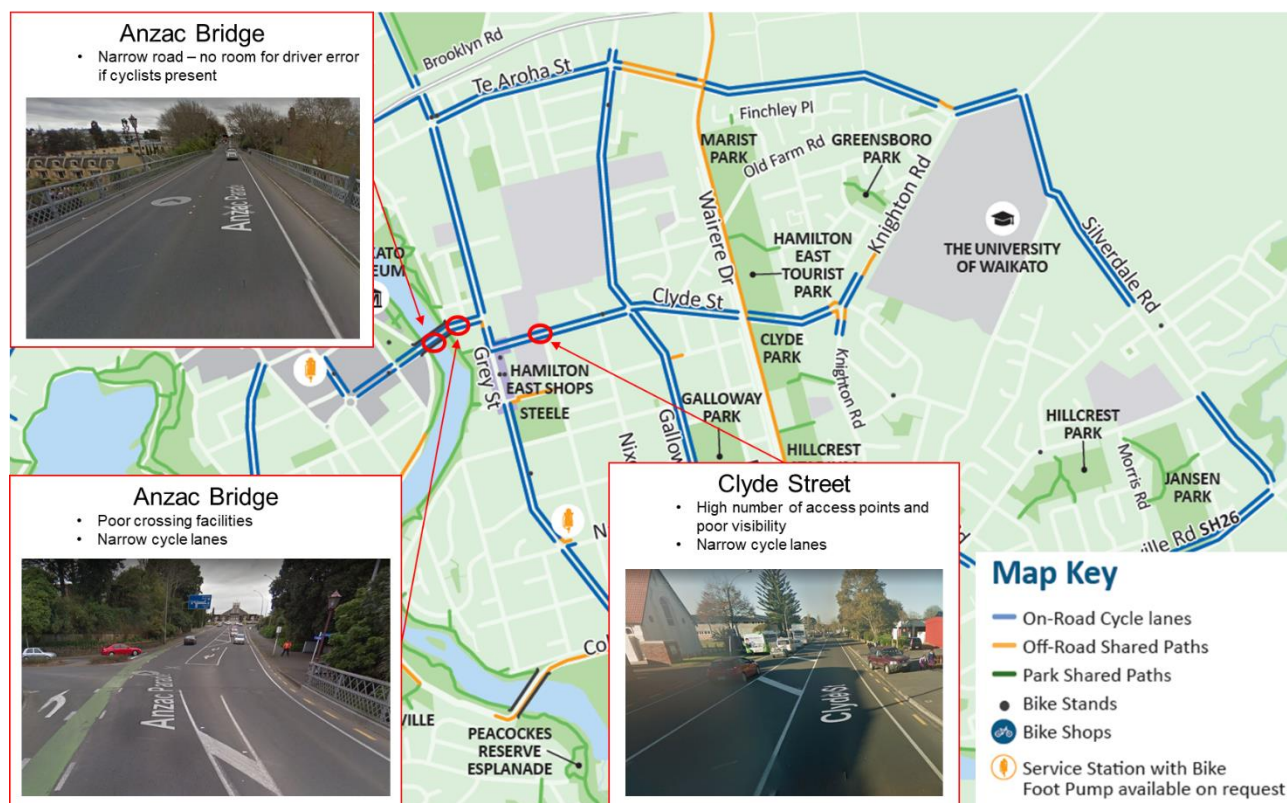 Anzac Bridge
• Narrow road – no room for driver error
if cyclists present
Anzac Parade
Brooklyn Rd
Te Aroha St
Finchley Pl
MARIST
PARK
Old Farm Rd
GREENSBORO
PARK
Knighton Rd
Wairere Dr
HAMILTON
EAST
TOURIST
PARK
THE UNIVERSITY
OF WAIKATO
Silverdale Rd
Clyde St
CLYDE
PARK
Knighton Rd
Grey St
HAMILTON
EAST SHOPS
STEELE
GALLOWAY
PARK
HILLCREST
HILLCREST
PARK
Morris Rd
JANSEN
PARK
SH26
Anzac Bridge
• Poor crossing facilities
• Narrow cycle lanes
Anzac Parade
PEACOCKES
RESERVE
ESPLANADE
Clyde Street
• High number of access points and
poor visibility
• Narrow cycle lanes
Clyde St
Map Key
On-Road Cycle lanes
Off-Road Shared Paths
Park Shared Paths
Bike Stands
Bike Shops
Service Station with Bike
Foot Pump available on request